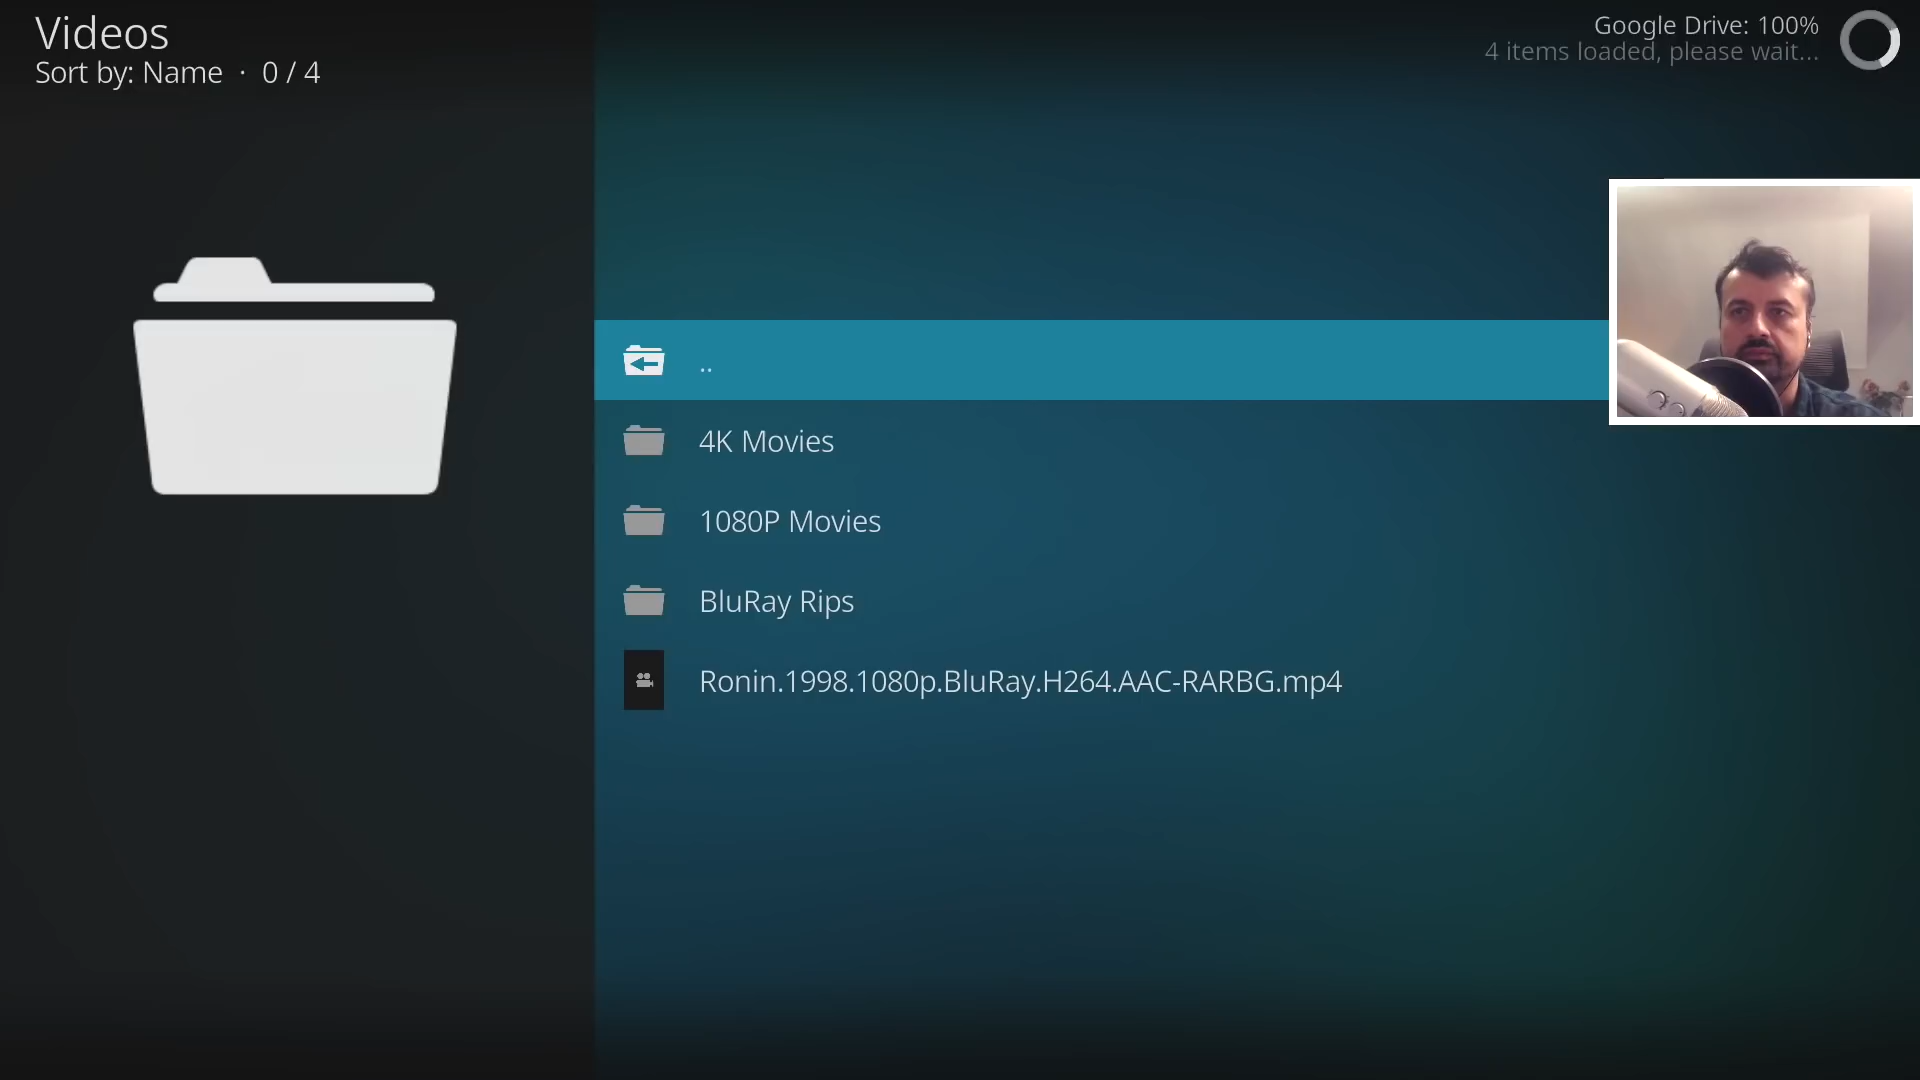 Videos
Sort by: Name · 0 / 4
Google Drive: 100%
4 items loaded, please wait...
..
4K Movies
1080P Movies
BluRay Rips
Ronin.1998.1080p.BluRay.H264.AAC-RARBG.mp4